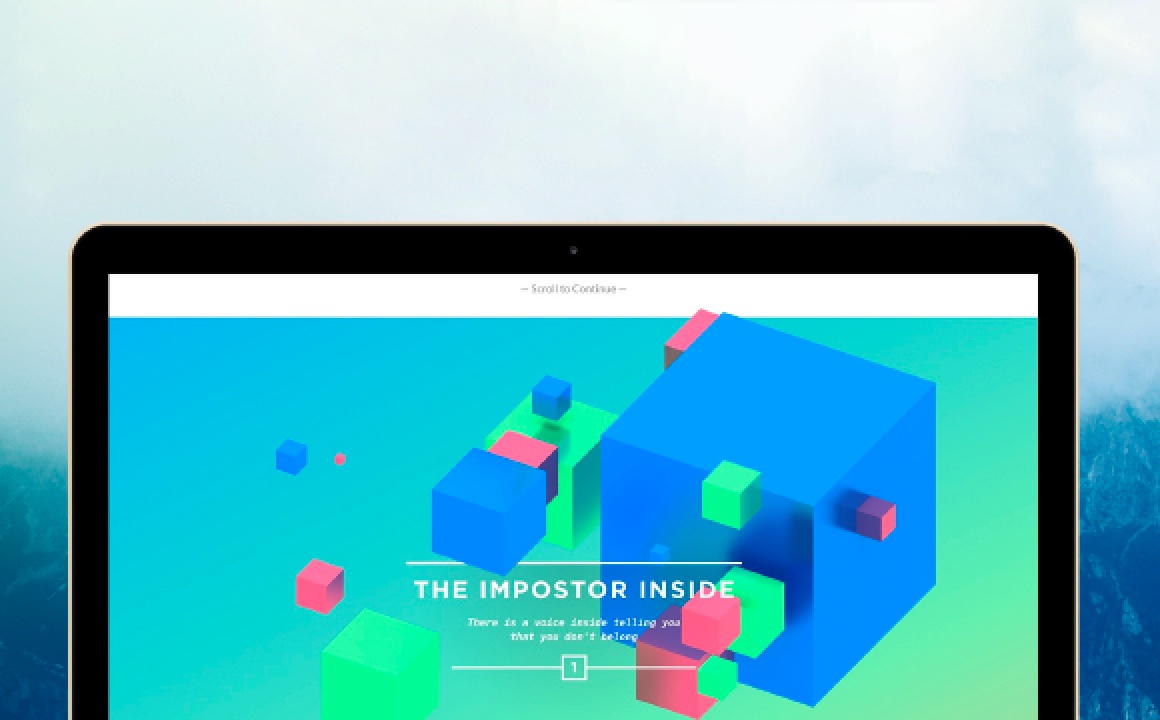 — Scroll to Continue —
THE IMPOSTOR INSIDE
There is a voice inside telling you
that you don't belong
1